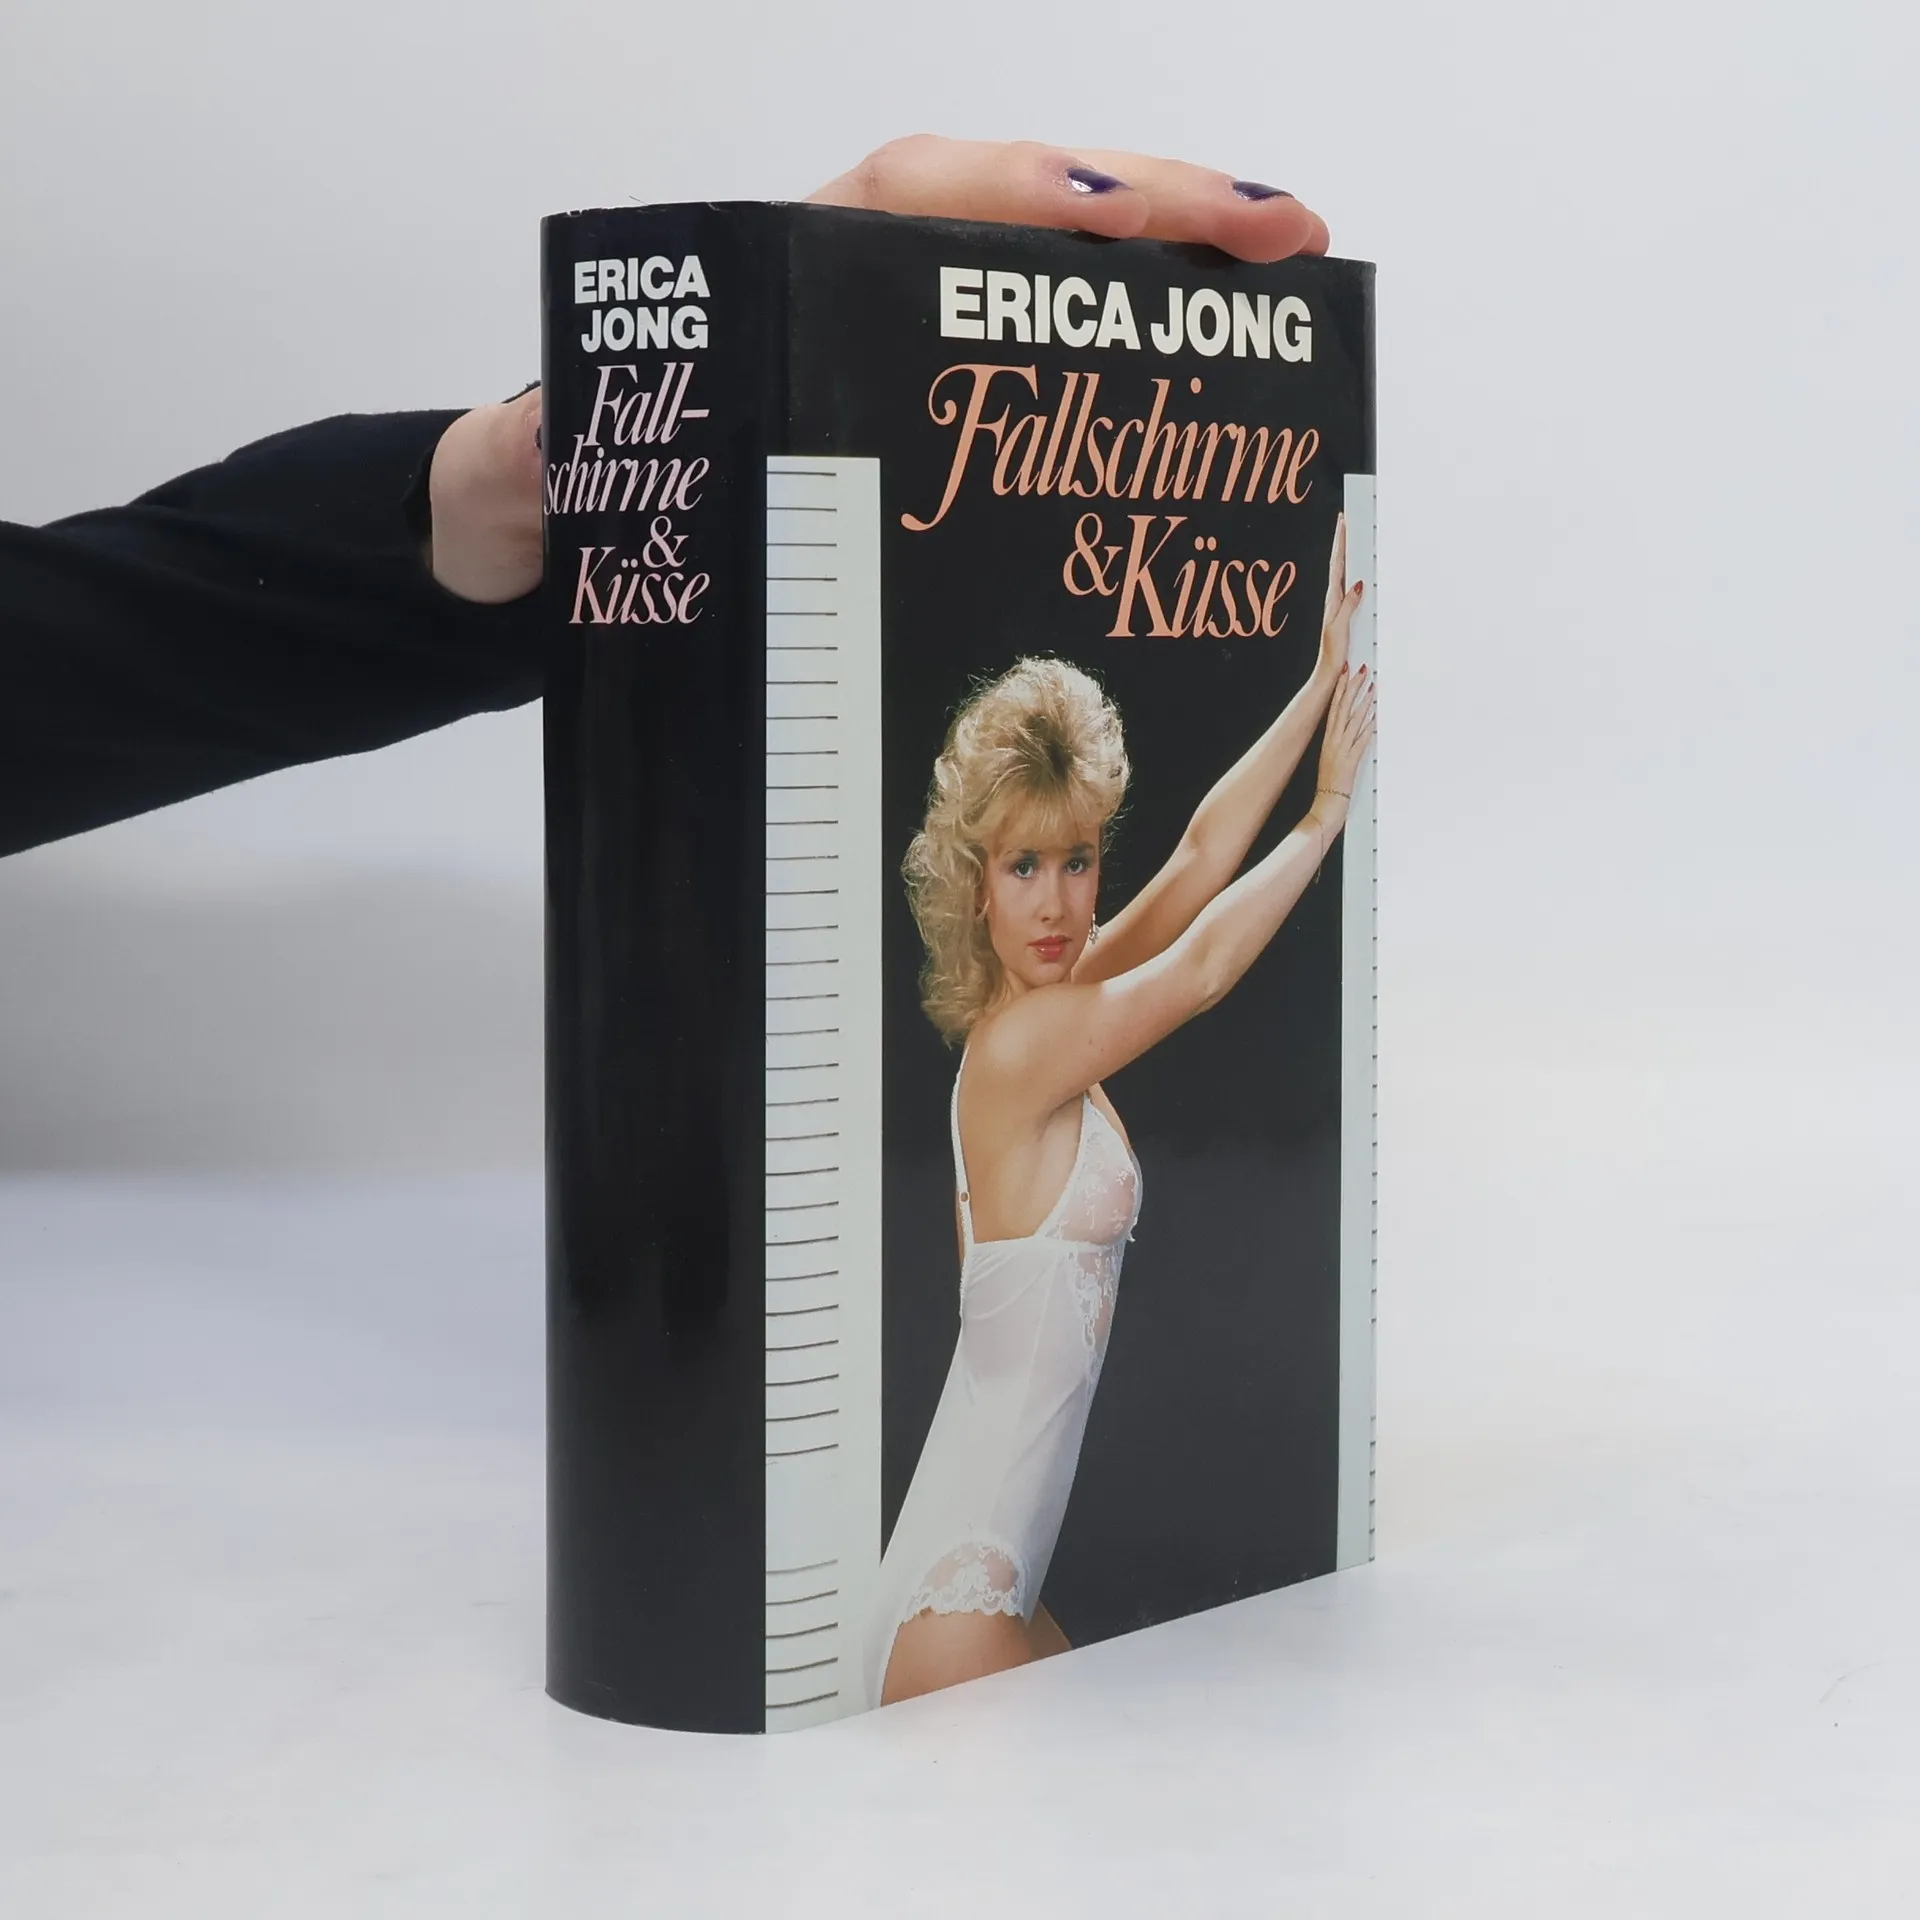 ERICA
JONG
Fall-
schirme
&
Küsse
ERICA JONG
Fallschirme
& Küsse